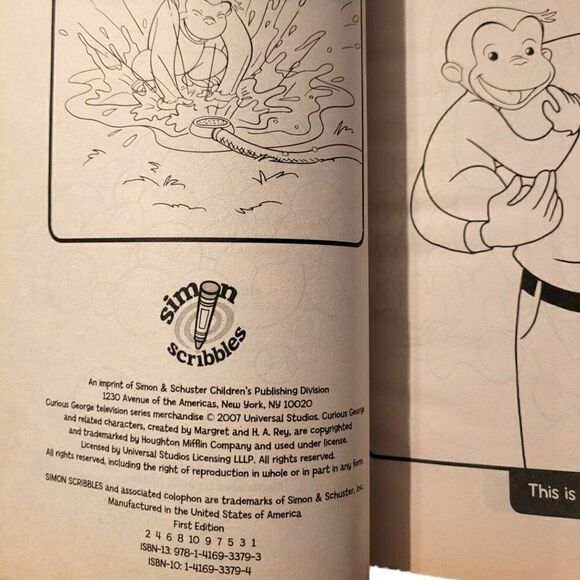 simon
scribbles
An imprint of Simon & Schuster Children's Publishing Division
1230 Avenue of the Americas, New York, NY 10020
Curious George television series merchandise © 2007 Universal Studios. Curious George
and related characters, created by Margret and H. A. Rey, are copyrighted
and trademarked by Houghton Mifflin Company and used under license.
Licensed by Universal Studios Licensing LLLP. All rights reserved.
All rights reserved, including the right of reproduction in whole or in part in any form.
SIMON SCRIBBLES and associated colophon are trademarks of Simon & Schuster, Inc.
Manufactured in the United States of America
First Edition
2 4 6 8 10 9 7 5 3 1
ISBN-13: 978-1-4169-3379-3
ISBN-10: 1-4169-3379-4
This is